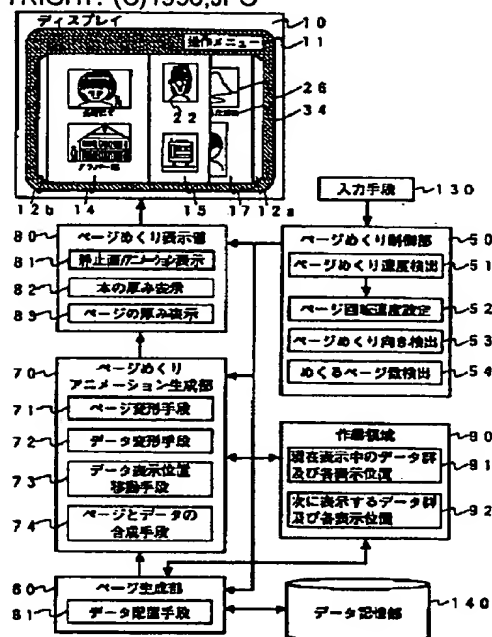 YRIGHT: (C)1996,JPO
ディスプレイ
10
操作メニュー
11
26
22
34
12b 14 15 17 12a
入力手段
130
80
ページめくり表示部
81
静止画/アニメーション表示
82
本の厚み表示
83
ページの厚み表示
ページめくり制御部
50
ページめくり速度検出
51
ページ回転速度設定
52
ページめくり向き検出
53
めくるページ数検出
54
70
ページめくり
アニメーション生成部
71
ページ変形手段
72
データ変形手段
73
データ表示位置
移動手段
74
ページとデータの
合成手段
作業領域
90
現在表示中のデータ群
及び各表示位置
91
次に表示するデータ群
及び各表示位置
92
60
ページ生成部
61
データ配置手段
データ記憶部
140